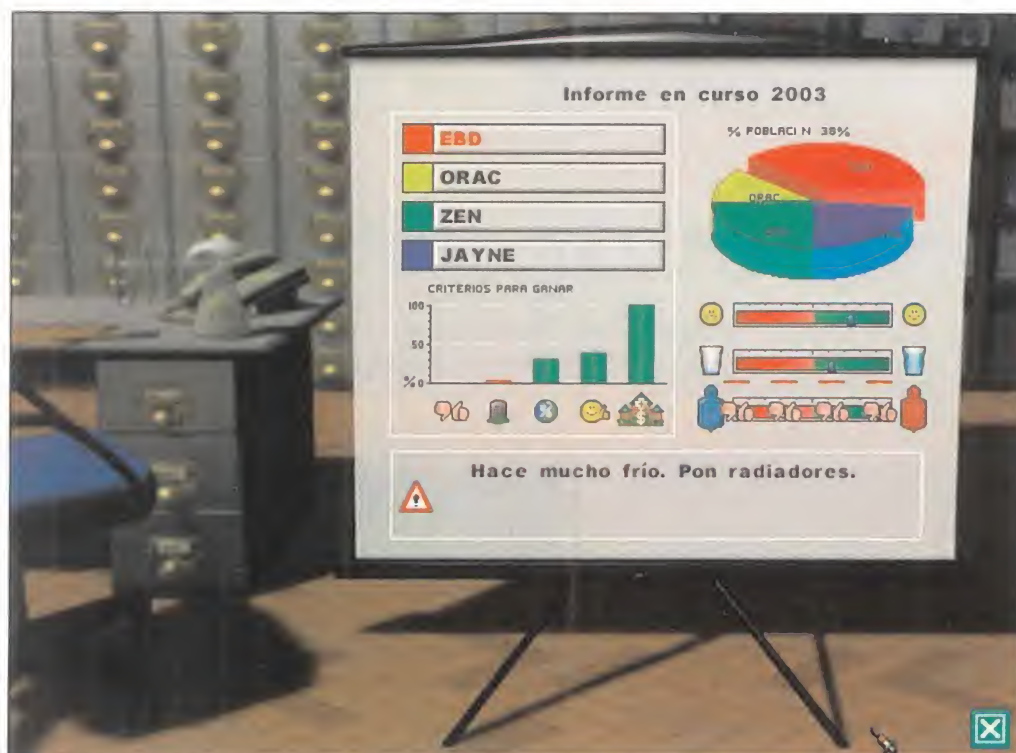 Informe en curso 2003
EBD
ORAC
ZEN
JAYNE
CRITERIOS PARA GANAR
100
50
% 0
% POBLACI N 38%
ORAC
Hace mucho frío. Pon radiadores.